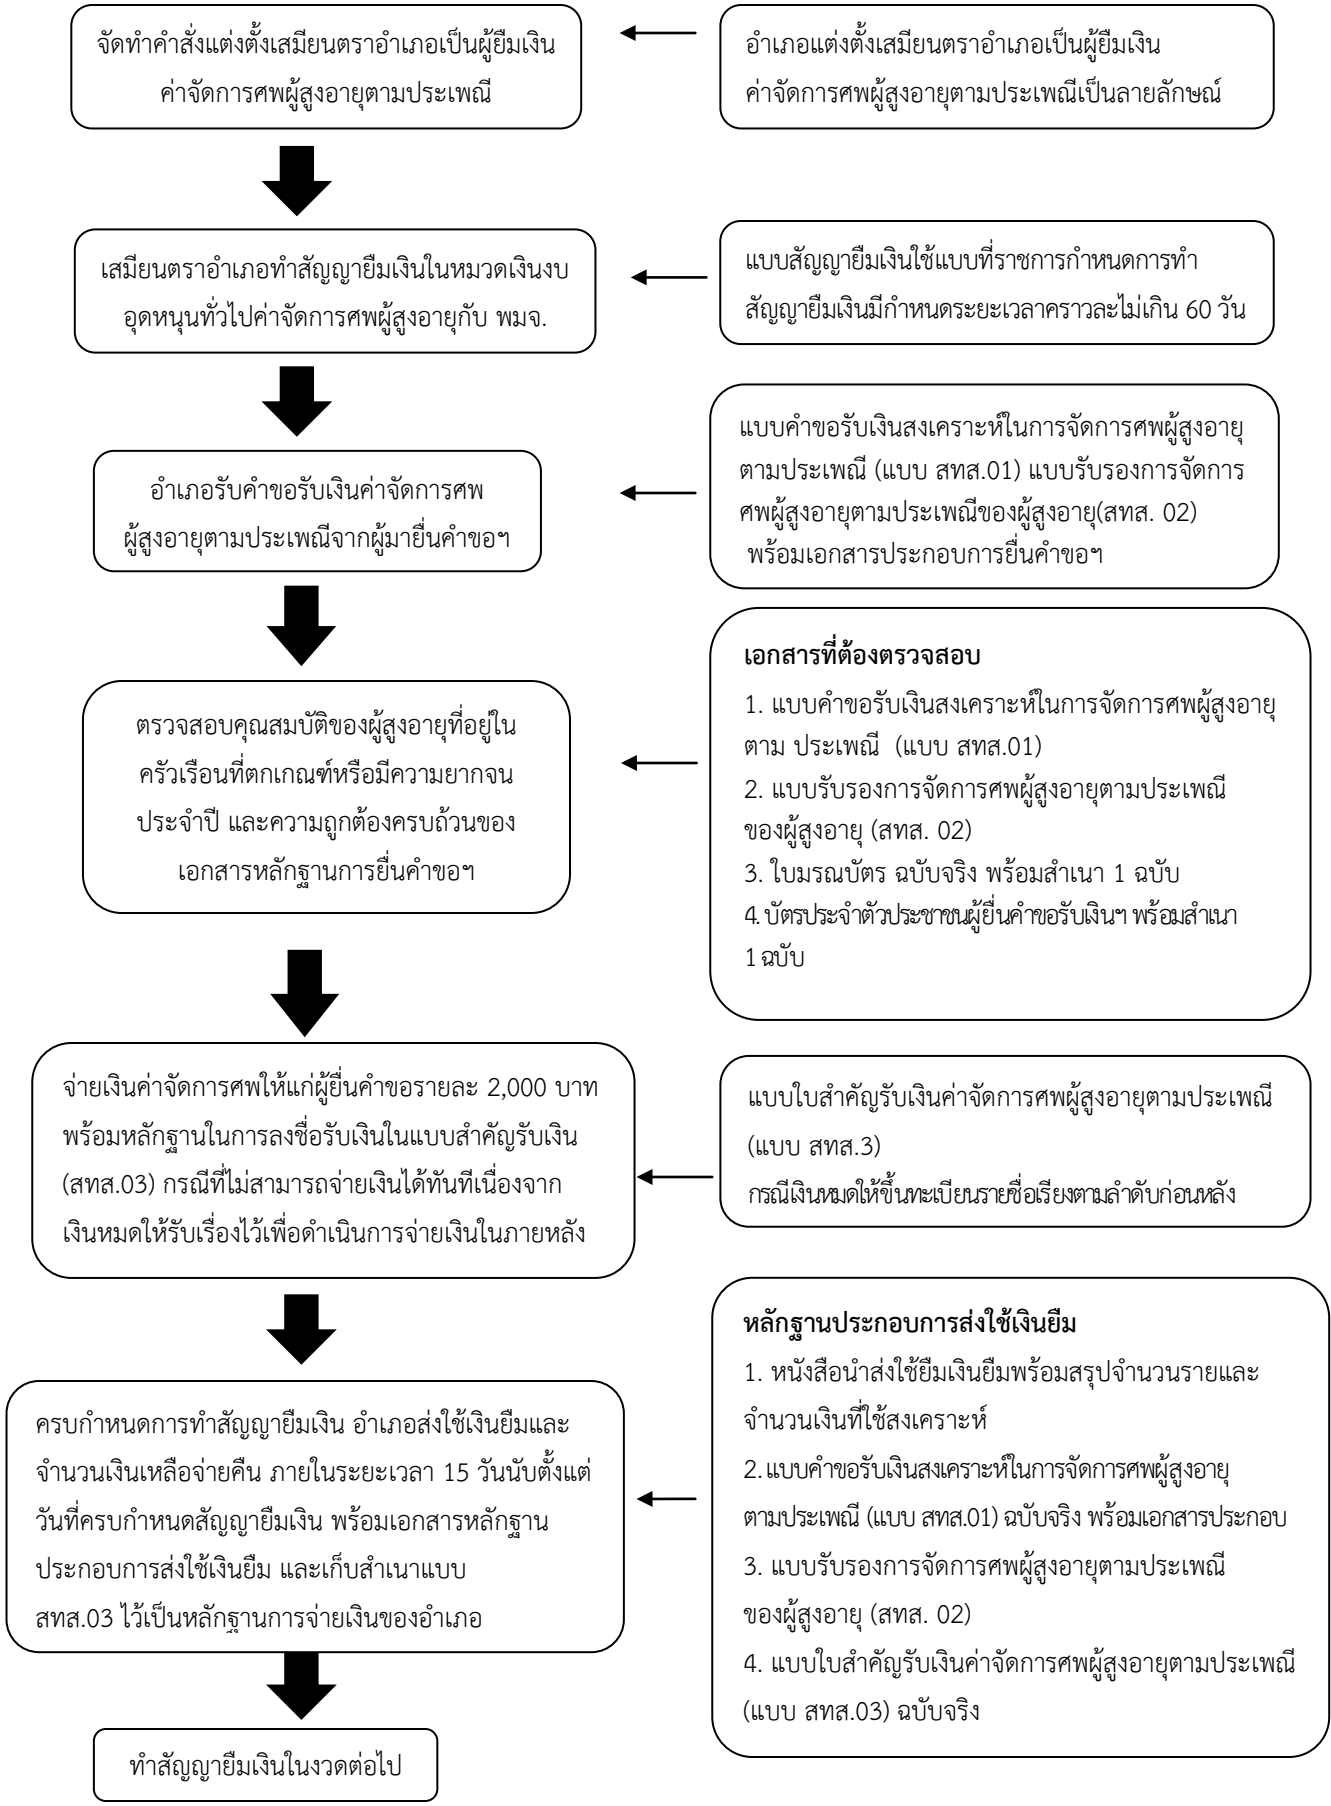 จัดทำคำสั่งแต่งตั้งเสมียนตราอำเภอเป็นผู้ยืมเงิน
ค่าจัดการศพผู้สูงอายุตามประเพณี
อำเภอแต่งตั้งเสมียนตราอำเภอเป็นผู้ยืมเงิน
ค่าจัดการศพผู้สูงอายุตามประเพณีเป็นลายลักษณ์
เสมียนตราอำเภอทำสัญญายืมเงินในหมวดเงินงบ
อุดหนุนทั่วไปค่าจัดการศพผู้สูงอายุกับ พมจ.
แบบสัญญายืมเงินใช้แบบที่ราชการกำหนดการทำ
สัญญายืมเงินมีกำหนดระยะเวลาคราวละไม่เกิน 60 วัน
อำเภอรับคำขอรับเงินค่าจัดการศพ
ผู้สูงอายุตามประเพณีจากผู้มายื่นคำขอฯ
แบบคำขอรับเงินสงเคราะห์ในการจัดการศพผู้สูงอายุ
ตามประเพณี (แบบ สทส.01) แบบรับรองการจัดการ
ศพผู้สูงอายุตามประเพณีของผู้สูงอายุ(สทส. 02)
พร้อมเอกสารประกอบการยื่นคำขอฯ
ตรวจสอบคุณสมบัติของผู้สูงอายุที่อยู่ใน
ครัวเรือนที่ตกเกณฑ์หรือมีความยากจน
ประจำปี และความถูกต้องครบถ้วนของ
เอกสารหลักฐานการยื่นคำขอฯ
เอกสารที่ต้องตรวจสอบ
1. แบบคำขอรับเงินสงเคราะห์ในการจัดการศพผู้สูงอายุ
ตาม ประเพณี (แบบ สทส.01)
2. แบบรับรองการจัดการศพผู้สูงอายุตามประเพณี
ของผู้สูงอายุ (สทส. 02)
3. ใบมรณบัตร ฉบับจริง พร้อมสำเนา 1 ฉบับ
4. บัตรประจำตัวประชาชนผู้ยื่นคำขอรับเงินฯ พร้อมสำเนา
1 ฉบับ
จ่ายเงินค่าจัดการศพให้แก่ผู้ยื่นคำขอรายละ 2,000 บาท
พร้อมหลักฐานในการลงชื่อรับเงินในแบบสำคัญรับเงิน
(สทส.03) กรณีที่ไม่สามารถจ่ายเงินได้ทันทีเนื่องจาก
เงินหมดให้รับเรื่องไว้เพื่อดำเนินการจ่ายเงินในภายหลัง
แบบใบสำคัญรับเงินค่าจัดการศพผู้สูงอายุตามประเพณี
(แบบ สทส.3)
กรณีเงินหมดให้ขึ้นทะเบียนรายชื่อเรียงตามลำดับก่อนหลัง
ครบกำหนดการทำสัญญายืมเงิน อำเภอส่งใช้เงินยืมและ
จำนวนเงินเหลือจ่ายคืน ภายในระยะเวลา 15 วันนับตั้งแต่
วันที่ครบกำหนดสัญญายืมเงิน พร้อมเอกสารหลักฐาน
ประกอบการส่งใช้เงินยืม และเก็บสำเนาแบบ
สทส.03 ไว้เป็นหลักฐานการจ่ายเงินของอำเภอ
หลักฐานประกอบการส่งใช้เงินยืม
1. หนังสือนำส่งใช้ยืมเงินยืมพร้อมสรุปจำนวนรายและ
จำนวนเงินที่ใช้สงเคราะห์
2. แบบคำขอรับเงินสงเคราะห์ในการจัดการศพผู้สูงอายุ
ตามประเพณี (แบบ สทส.01) ฉบับจริง พร้อมเอกสารประกอบ
3. แบบรับรองการจัดการศพผู้สูงอายุตามประเพณี
ของผู้สูงอายุ (สทส. 02)
4. แบบใบสำคัญรับเงินค่าจัดการศพผู้สูงอายุตามประเพณี
(แบบ สทส.03) ฉบับจริง
ทำสัญญายืมเงินในงวดต่อไป